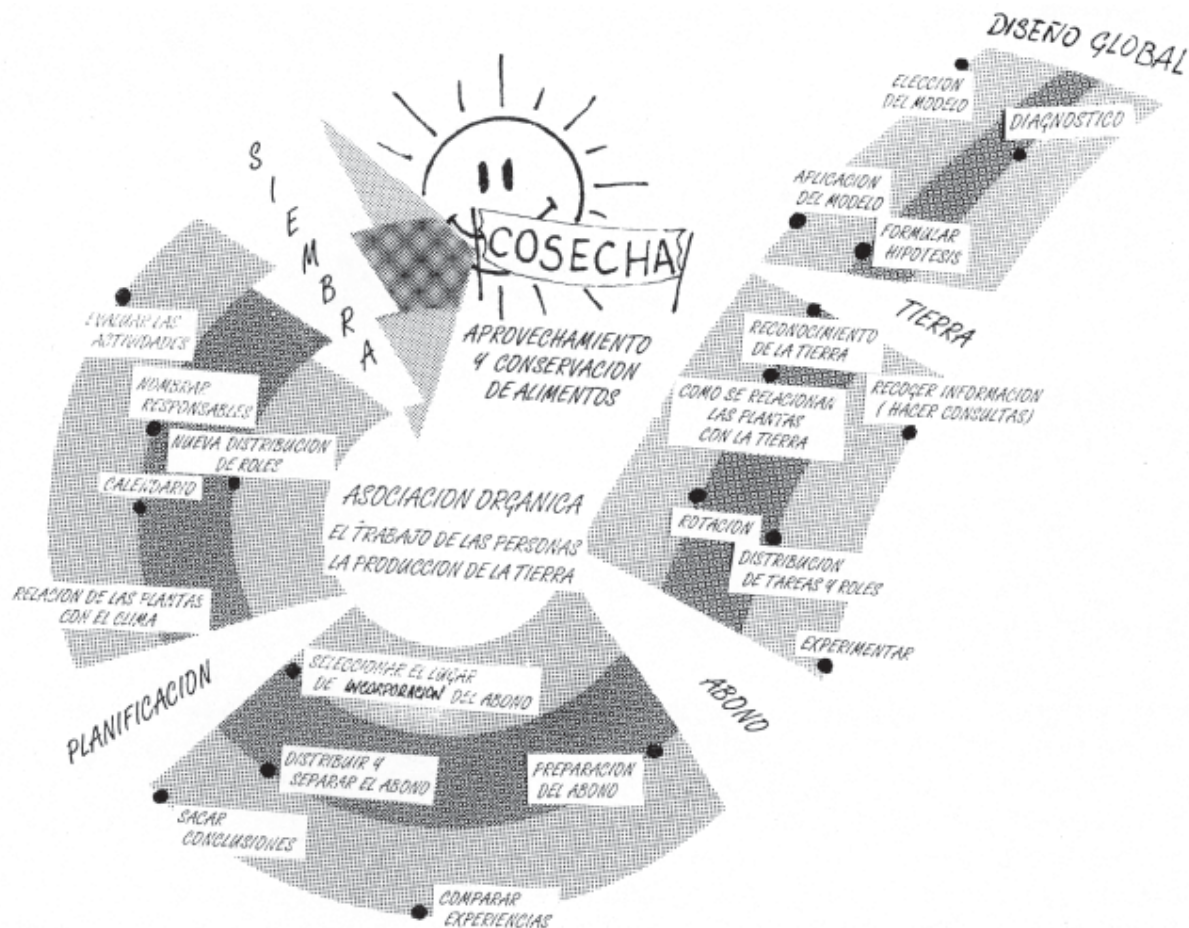 DISEÑO GLOBAL
ELECCION
DEL MODELO
DIAGNOSTICO
APLICACION
DEL MODELO
FORMULAR
HIPOTESIS
TIERRA
RECONOCIMIENTO
DE LA TIERRA
COMO SE RELACIONAN
LAS PLANTAS
CON LA TIERRA
RECOGER INFORMACION
(HACER CONSULTAS)
ROTACION
DISTRIBUCION
DE TAREAS Y ROLES
EXPERIMENTAR
ABONO
PREPARACION
DEL ABONO
SELECCIONAR EL LUGAR
DE INCORPORACION DEL ABONO
DISTRIBUIR Y
SEPARAR EL ABONO
COMPARAR
EXPERIENCIAS
SACAR
CONCLUSIONES
PLANIFICACION
RELACION DE LAS PLANTAS
CON EL CLIMA
CALENDARIO
NUEVA DISTRIBUCION
DE ROLES
NOMBRAR
RESPONSABLES
EVALUAR LAS
ACTIVIDADES
SIEMBRA
COSECHA
APROVECHAMIENTO
Y CONSERVACION
DE ALIMENTOS
ASOCIACION ORGANICA
EL TRABAJO DE LAS PERSONAS
LA PRODUCCION DE LA TIERRA